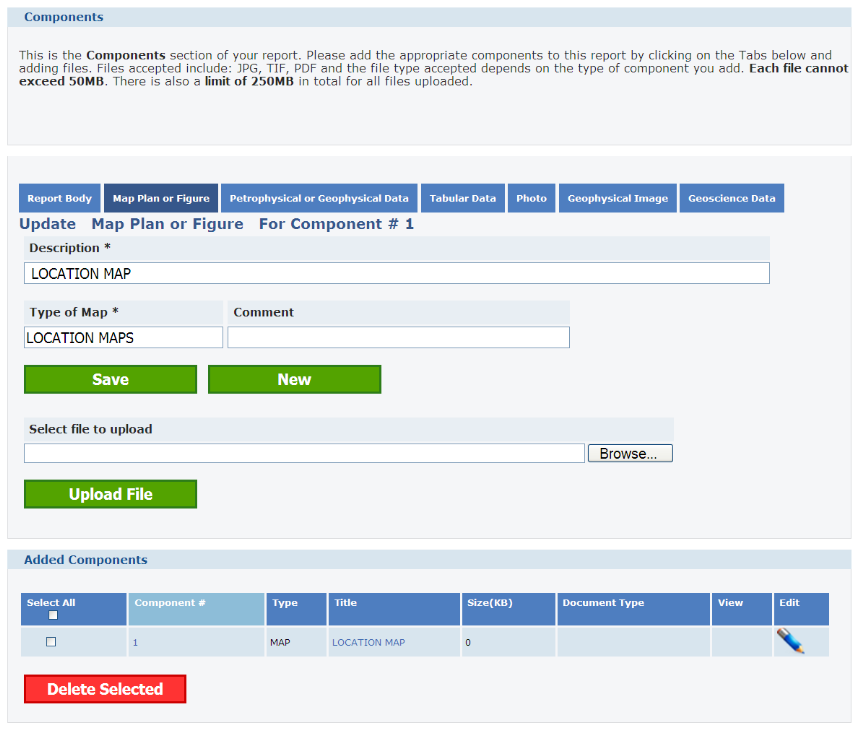 Components
This is the Components section of your report. Please add the appropriate components to this report by clicking on the Tabs below and
adding files. Files accepted include: JPG, TIF, PDF and the file type accepted depends on the type of component you add. Each file cannot
exceed 50MB. There is also a limit of 250MB in total for all files uploaded.
Report Body Map Plan or Figure Petrophysical or Geophysical Data Tabular Data Photo Geophysical Image Geoscience Data
Update Map Plan or Figure For Component # 1
Description *
LOCATION MAP
Type of Map * Comment
LOCATION MAPS
Save New
Select file to upload
Browse...
Upload File
Added Components
Select All Component # Type Title Size(KB) Document Type View Edit
1 MAP LOCATION MAP 0
Delete Selected